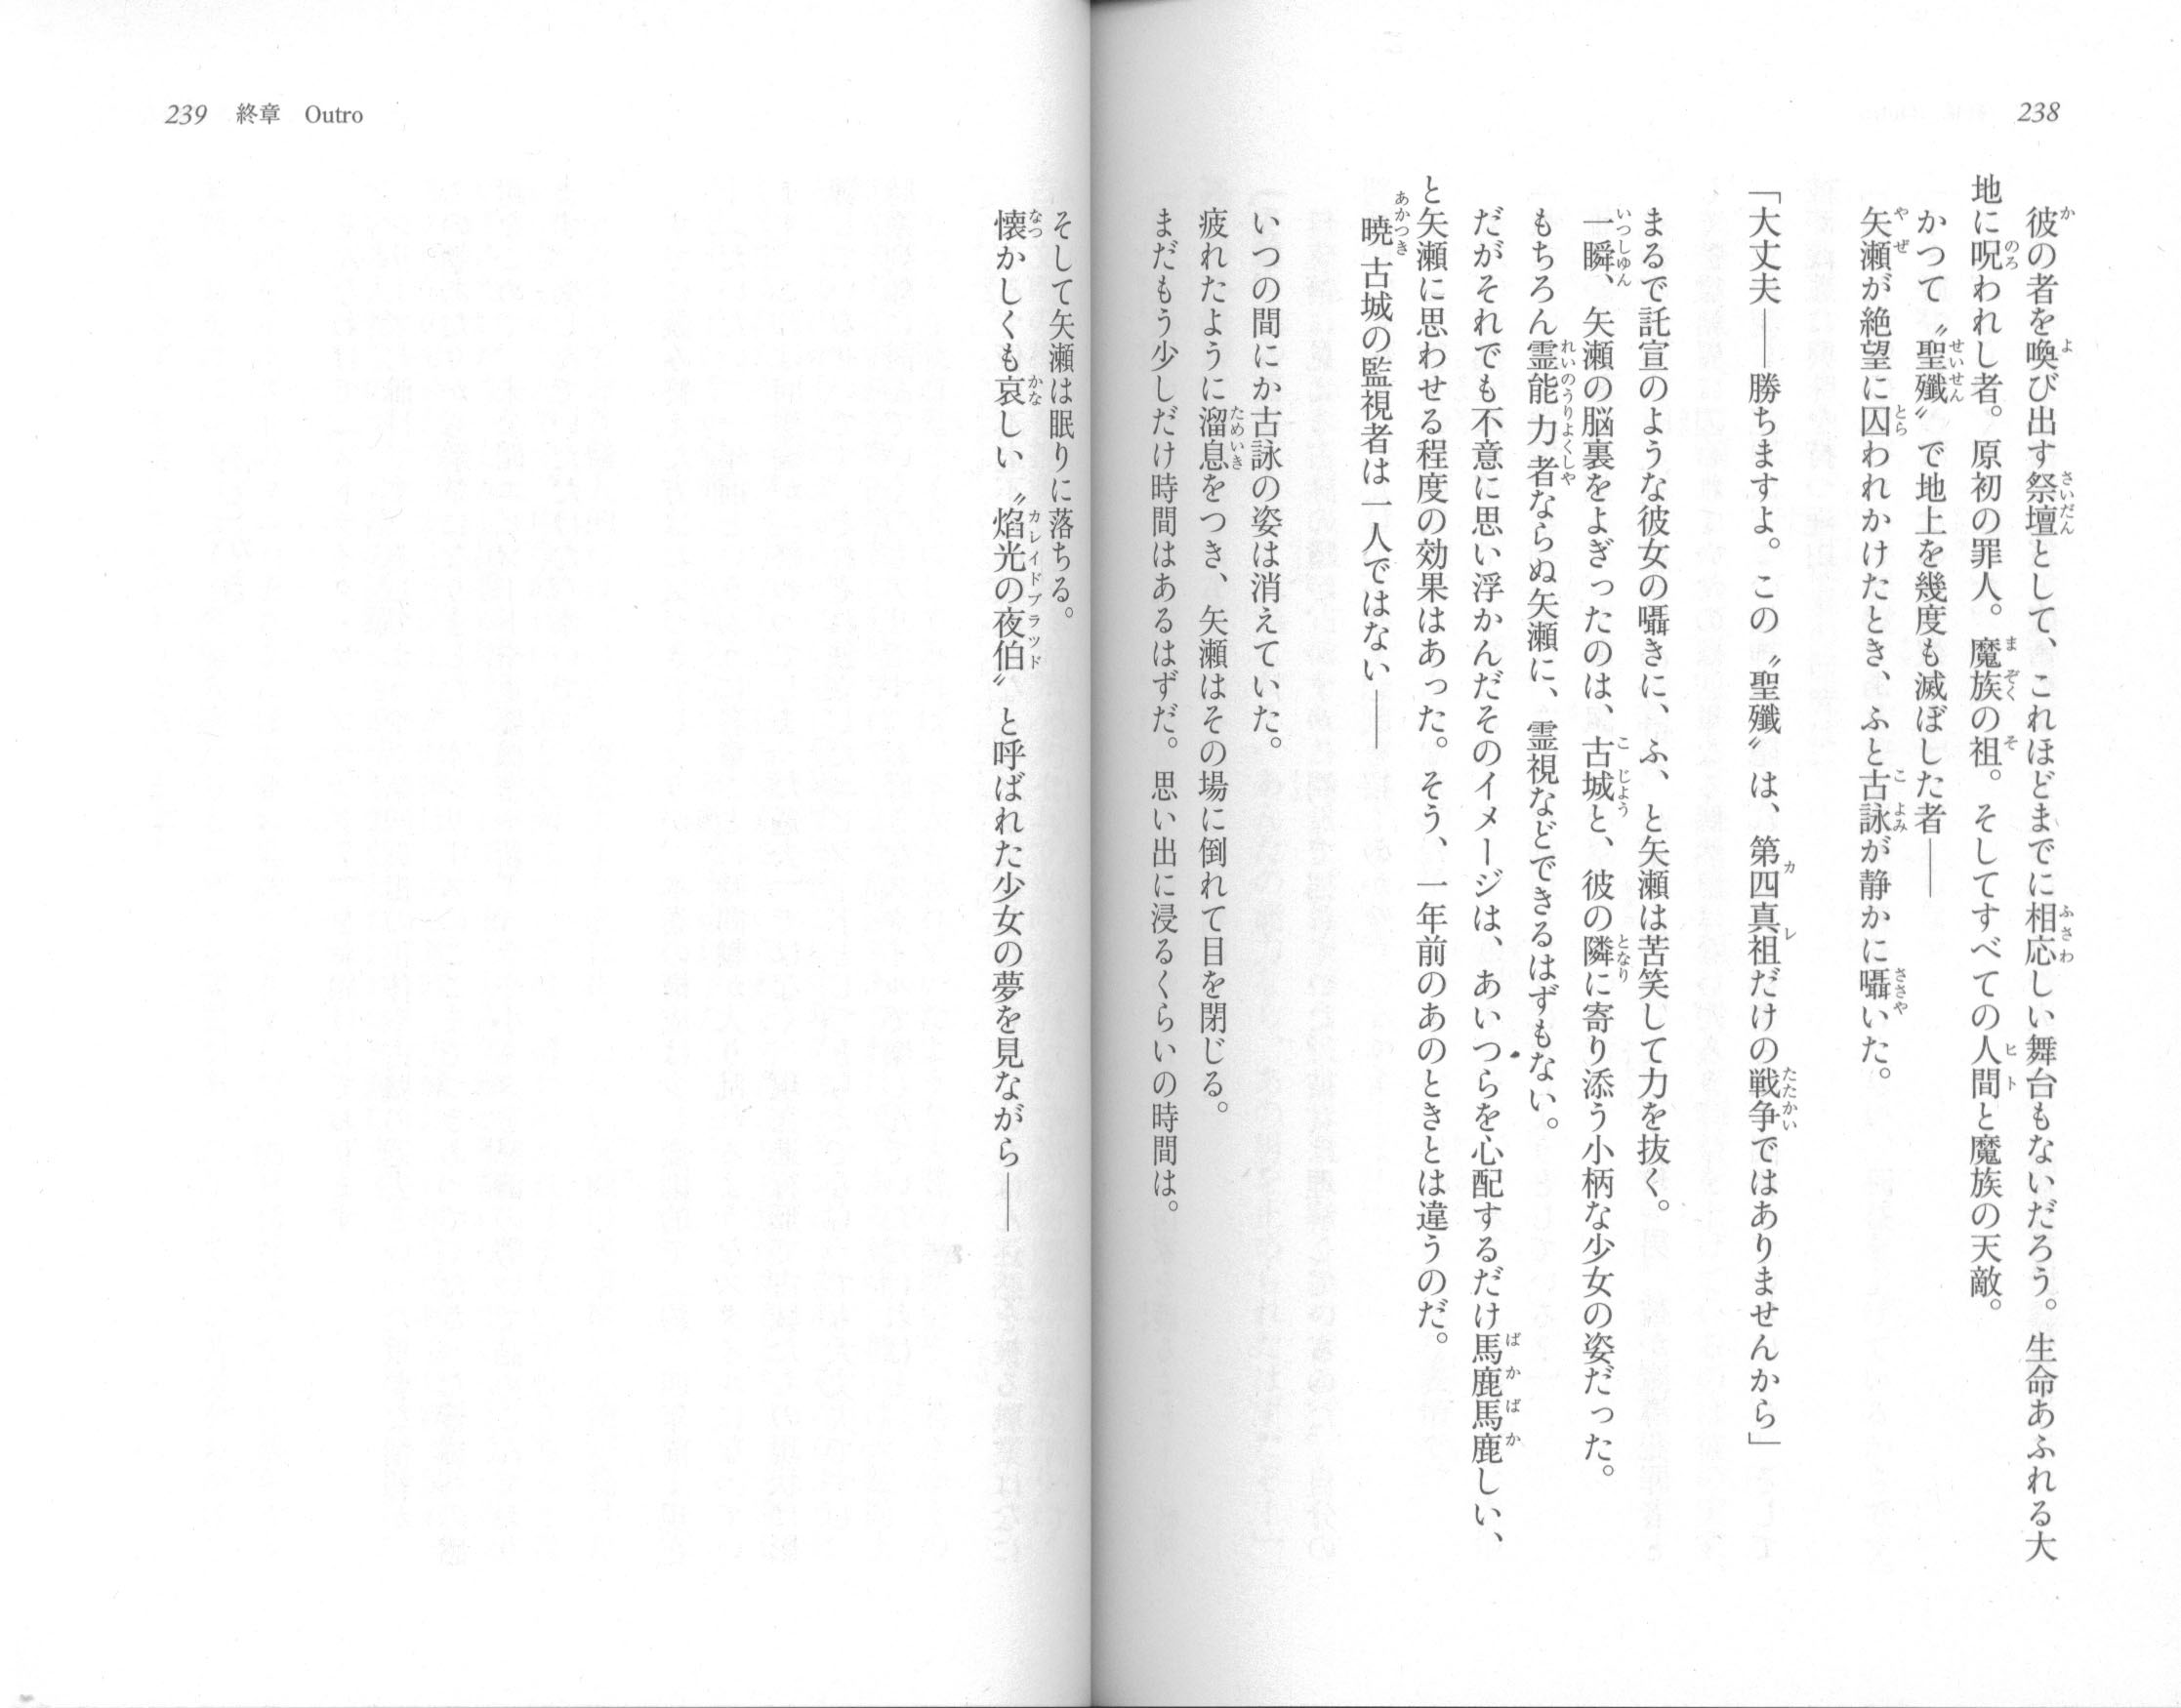 238
彼の者を喚び出す祭壇として、これほどまでに相応しい舞台もないだろう。生命あふれる大
地に呪われし者。原初の罪人。魔族の祖。そしてすべての人間と魔族の天敵。
かつて〝聖殲〟で地上を幾度も滅ぼした者――
矢瀬が絶望に囚われかけたとき、ふと古詠が静かに囁いた。
「大丈夫――勝ちますよ。この〝聖殲〟は、第四真祖だけの戦争ではありませんから」
まるで託宣のような彼女の囁きに、ふ、と矢瀬は苦笑して力を抜く。
一瞬、矢瀬の脳裏をよぎったのは、古城と、彼の隣に寄り添う小柄な少女の姿だった。
もちろん霊能力者ならぬ矢瀬に、霊視などできるはずもない。
だがそれでも不意に思い浮かんだそのイメージは、あいつらを心配するだけ馬鹿馬鹿しい、
と矢瀬に思わせる程度の効果はあった。そう、一年前のあのときとは違うのだ。
暁古城の監視者は一人ではない――
いつの間にか古詠の姿は消えていた。
疲れたように溜息をつき、矢瀬はその場に倒れて目を閉じる。
まだもう少しだけ時間はあるはずだ。思い出に浸るくらいの時間は。
239 終章 Outro
そして矢瀬は眠りに落ちる。
懐かしくも哀しい〝焔光の夜伯〟と呼ばれた少女の夢を見ながら――